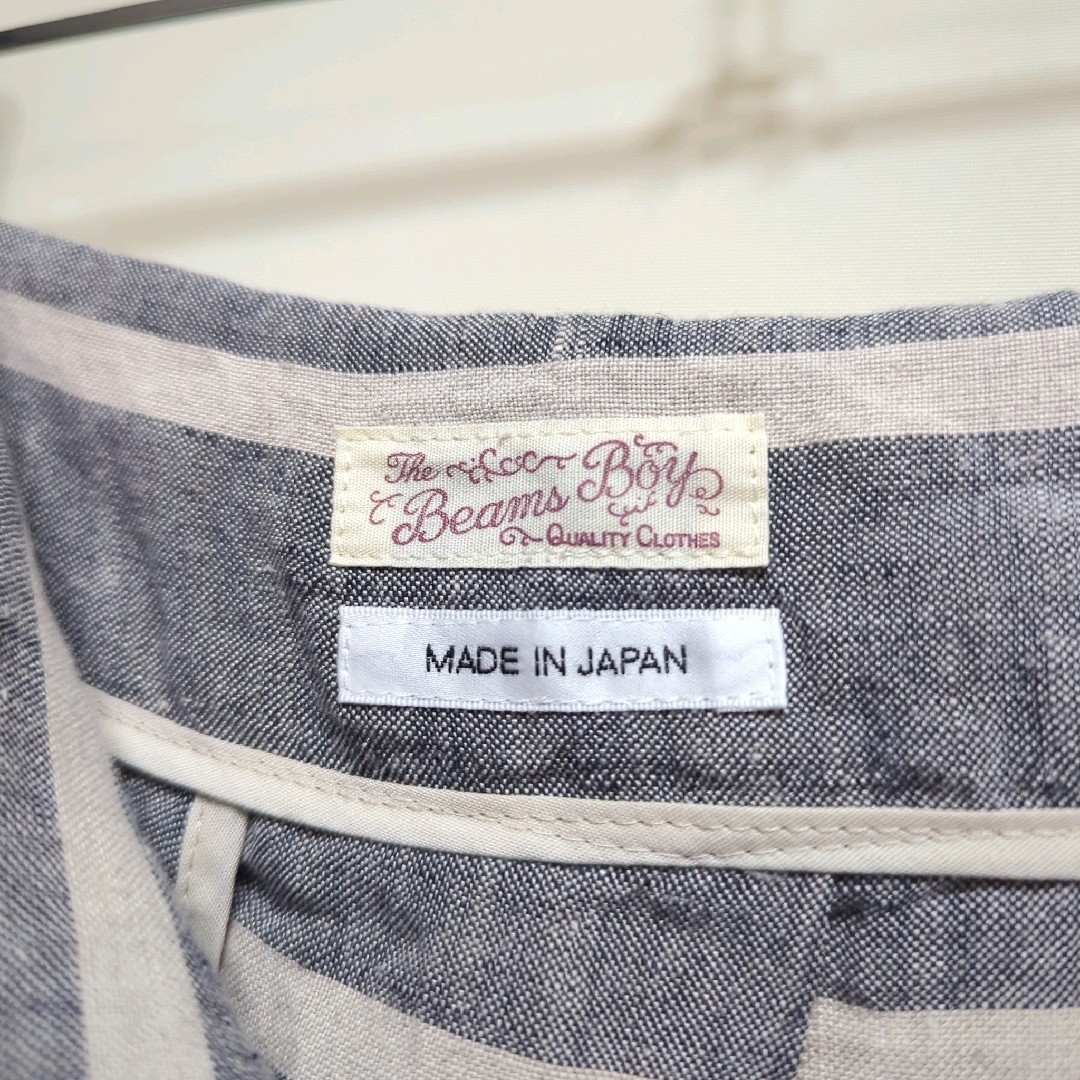 The
Beams Boy
QUALITY CLOTHES
MADE IN JAPAN